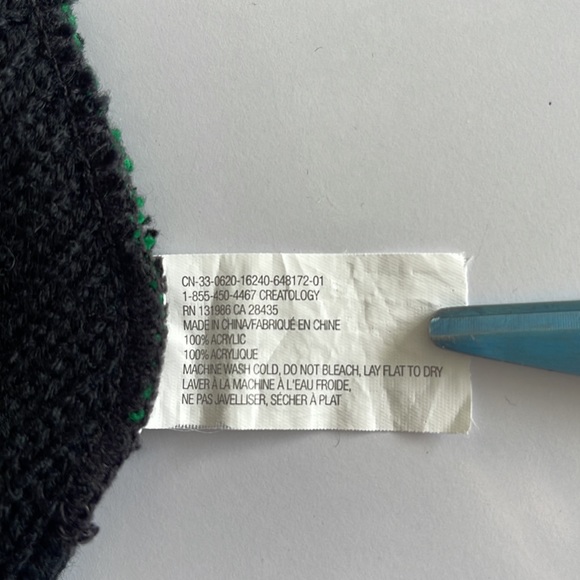 CN-33-0620-16240-648172-01
1-855-450-4467 CREATOLOGY
RN 131986 CA 28435
MADE IN CHINA/FABRIQUÉ EN CHINE
100% ACRYLIC
100% ACRYLIQUE
MACHINE WASH COLD, DO NOT BLEACH, LAY FLAT TO DRY
LAVER À LA MACHINE À L'EAU FROIDE,
NE PAS JAVELLISER, SÉCHER À PLAT